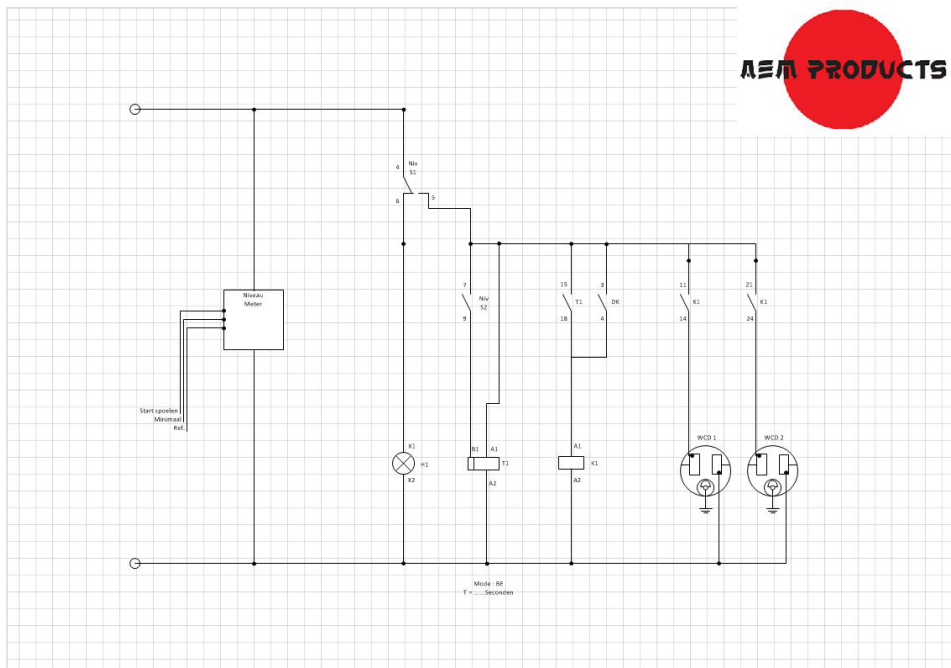 AEM PRODUCTS
4
Niv
S1
6
5
Niveau
Meter
7
Niv
S2
9
15
T1
18
3
DK
4
11
K1
14
21
K1
24
Start spoelen
Minimaal
Ref.
X1
H1
X2
B1
A1
T1
A2
A1
K1
A2
WCD 1
WCD 2
Mode : BE
T = ......Seconden